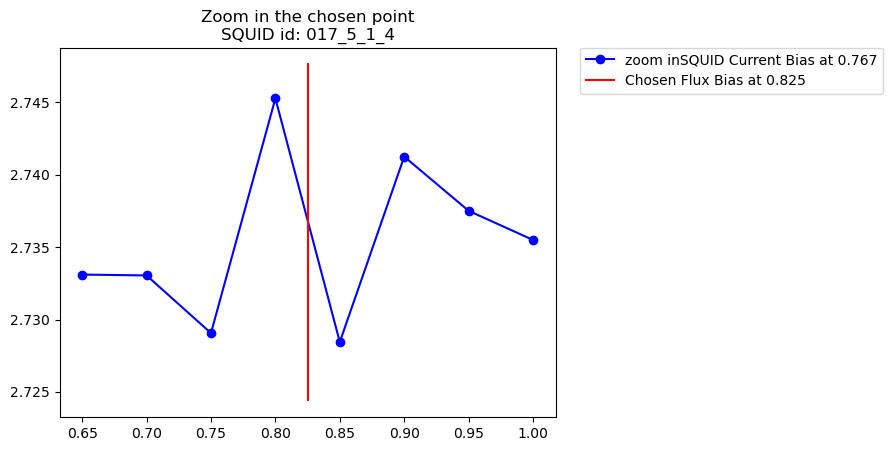 Zoom in the chosen point
SQUID id: 017_5_1_4
zoom inSQUID Current Bias at 0.767
Chosen Flux Bias at 0.825
2.745
2.740
2.735
2.730
2.725
0.65 0.70 0.75 0.80 0.85 0.90 0.95 1.00